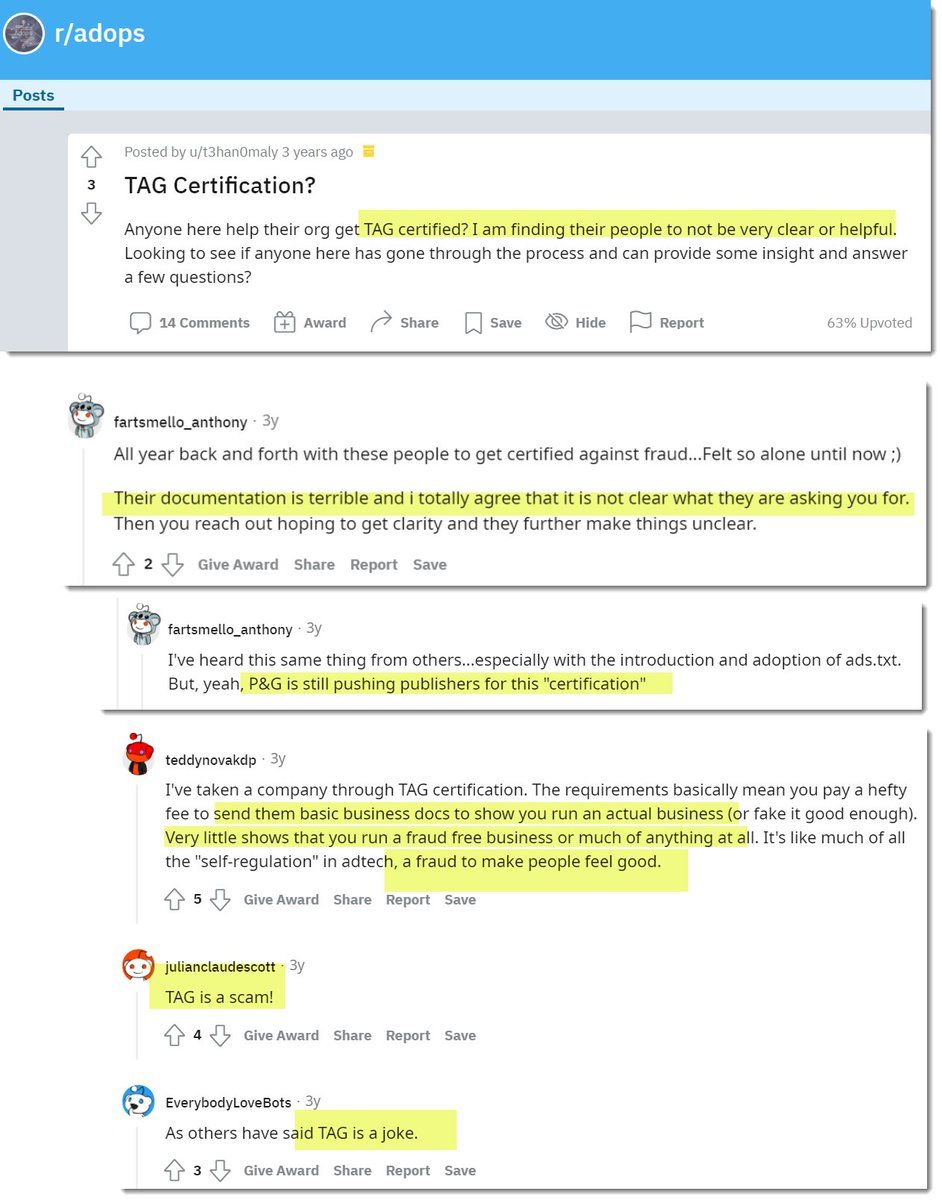 r/adops
Posts
Posted by u/t3han0maly 3 years ago
3
TAG Certification?
Anyone here help their org get TAG certified? I am finding their people to not be very clear or helpful.
Looking to see if anyone here has gone through the process and can provide some insight and answer
a few questions?
14 Comments Award Share Save Hide Report 63% Upvoted
fartsmello_anthony · 3y
All year back and forth with these people to get certified against fraud...Felt so alone until now ;)
Their documentation is terrible and i totally agree that it is not clear what they are asking you for.
Then you reach out hoping to get clarity and they further make things unclear.
2 Give Award Share Report Save
fartsmello_anthony · 3y
I've heard this same thing from others...especially with the introduction and adoption of ads.txt.
But, yeah, P&G is still pushing publishers for this "certification"
teddynovakdp · 3y
I've taken a company through TAG certification. The requirements basically mean you pay a hefty
fee to send them basic business docs to show you run an actual business (or fake it good enough).
Very little shows that you run a fraud free business or much of anything at all. It's like much of all
the "self-regulation" in adtech, a fraud to make people feel good.
5 Give Award Share Report Save
julianclaudescott · 3y
TAG is a scam!
4 Give Award Share Report Save
EverybodyLoveBots · 3y
As others have said TAG is a joke.
3 Give Award Share Report Save